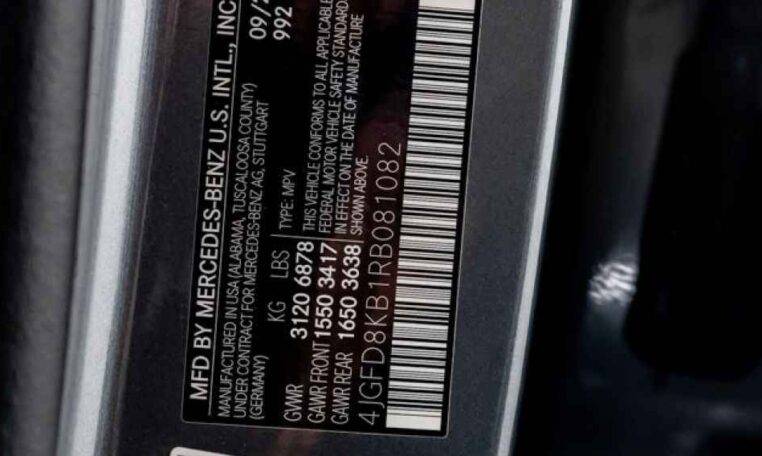 MFD BY MERCEDES-BENZ U.S. INTL., INC
MANUFACTURED IN USA (ALABAMA, TUSCALOOSA COUNTY)
UNDER CONTRACT FOR MERCEDES-BENZ AG, STUTTGART
(GERMANY)
09/
992
KG LBS TYPE: MPV
GWR 3120 6878
GAWR FRONT 1550 3417
GAWR REAR 1650 3638
THIS VEHICLE CONFORMS TO ALL APPLICABLE
FEDERAL MOTOR VEHICLE SAFETY STANDARD
IN EFFECT ON THE DATE OF MANUFACTURE
SHOWN ABOVE.
4JGFD8KB1RB081082